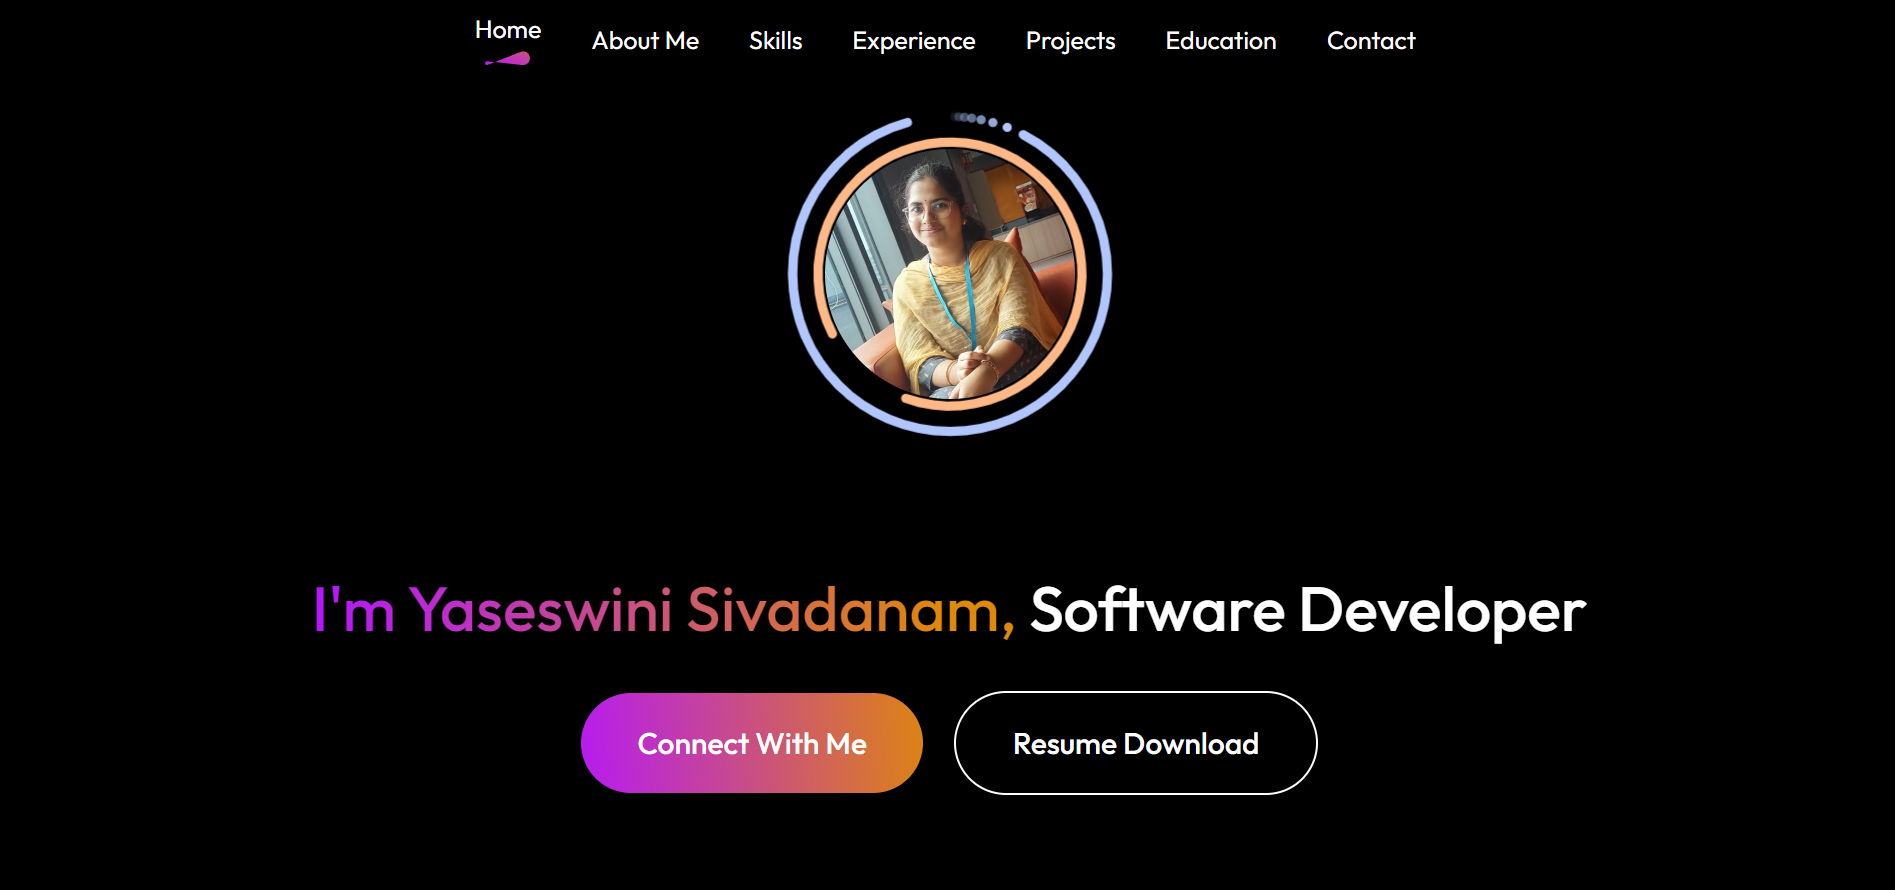 Home About Me Skills Experience Projects Education Contact
I'm Yaseswini Sivadanam, Software Developer
Connect With Me Resume Download